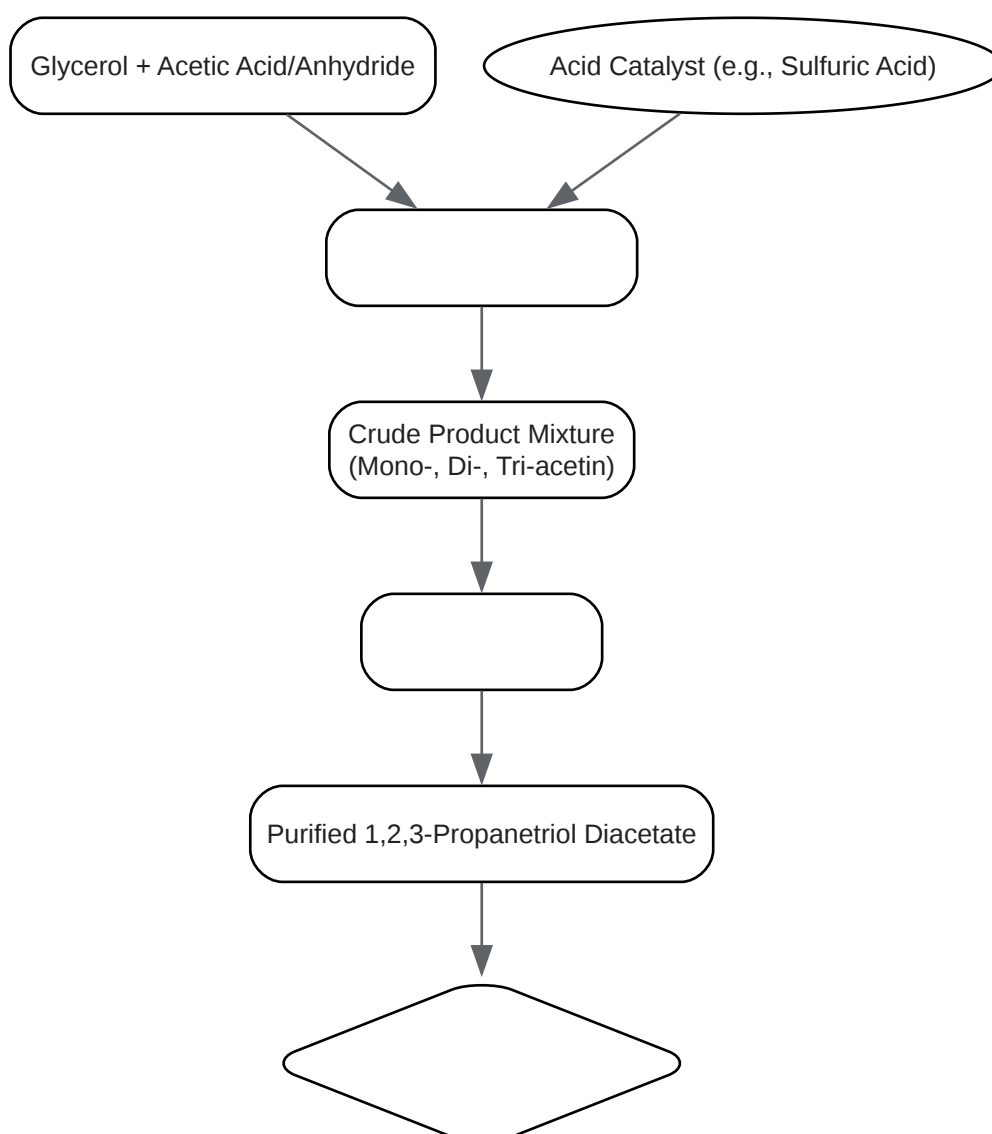 Glycerol + Acetic Acid/Anhydride
Acid Catalyst (e.g., Sulfuric Acid)
Crude Product Mixture
(Mono-, Di-, Tri-acetin)
Purified 1,2,3-Propanetriol Diacetate